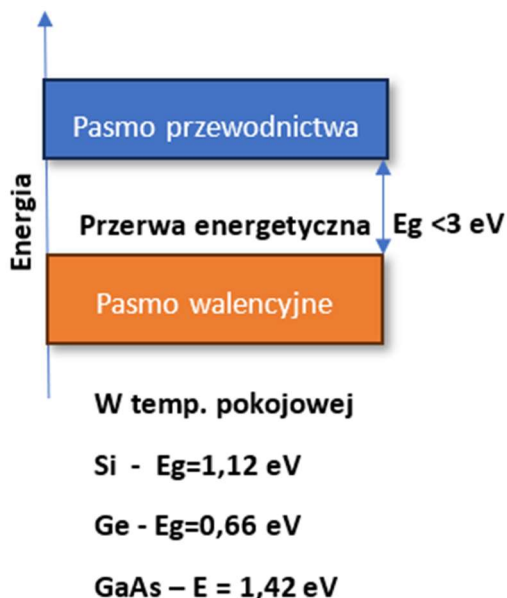 Pasmo przewodnictwa
Energia
Przerwa energetyczna Eg <3 eV
Pasmo walencyjne
W temp. pokojowej
Si - Eg=1,12 eV
Ge - Eg=0,66 eV
GaAs – E = 1,42 eV